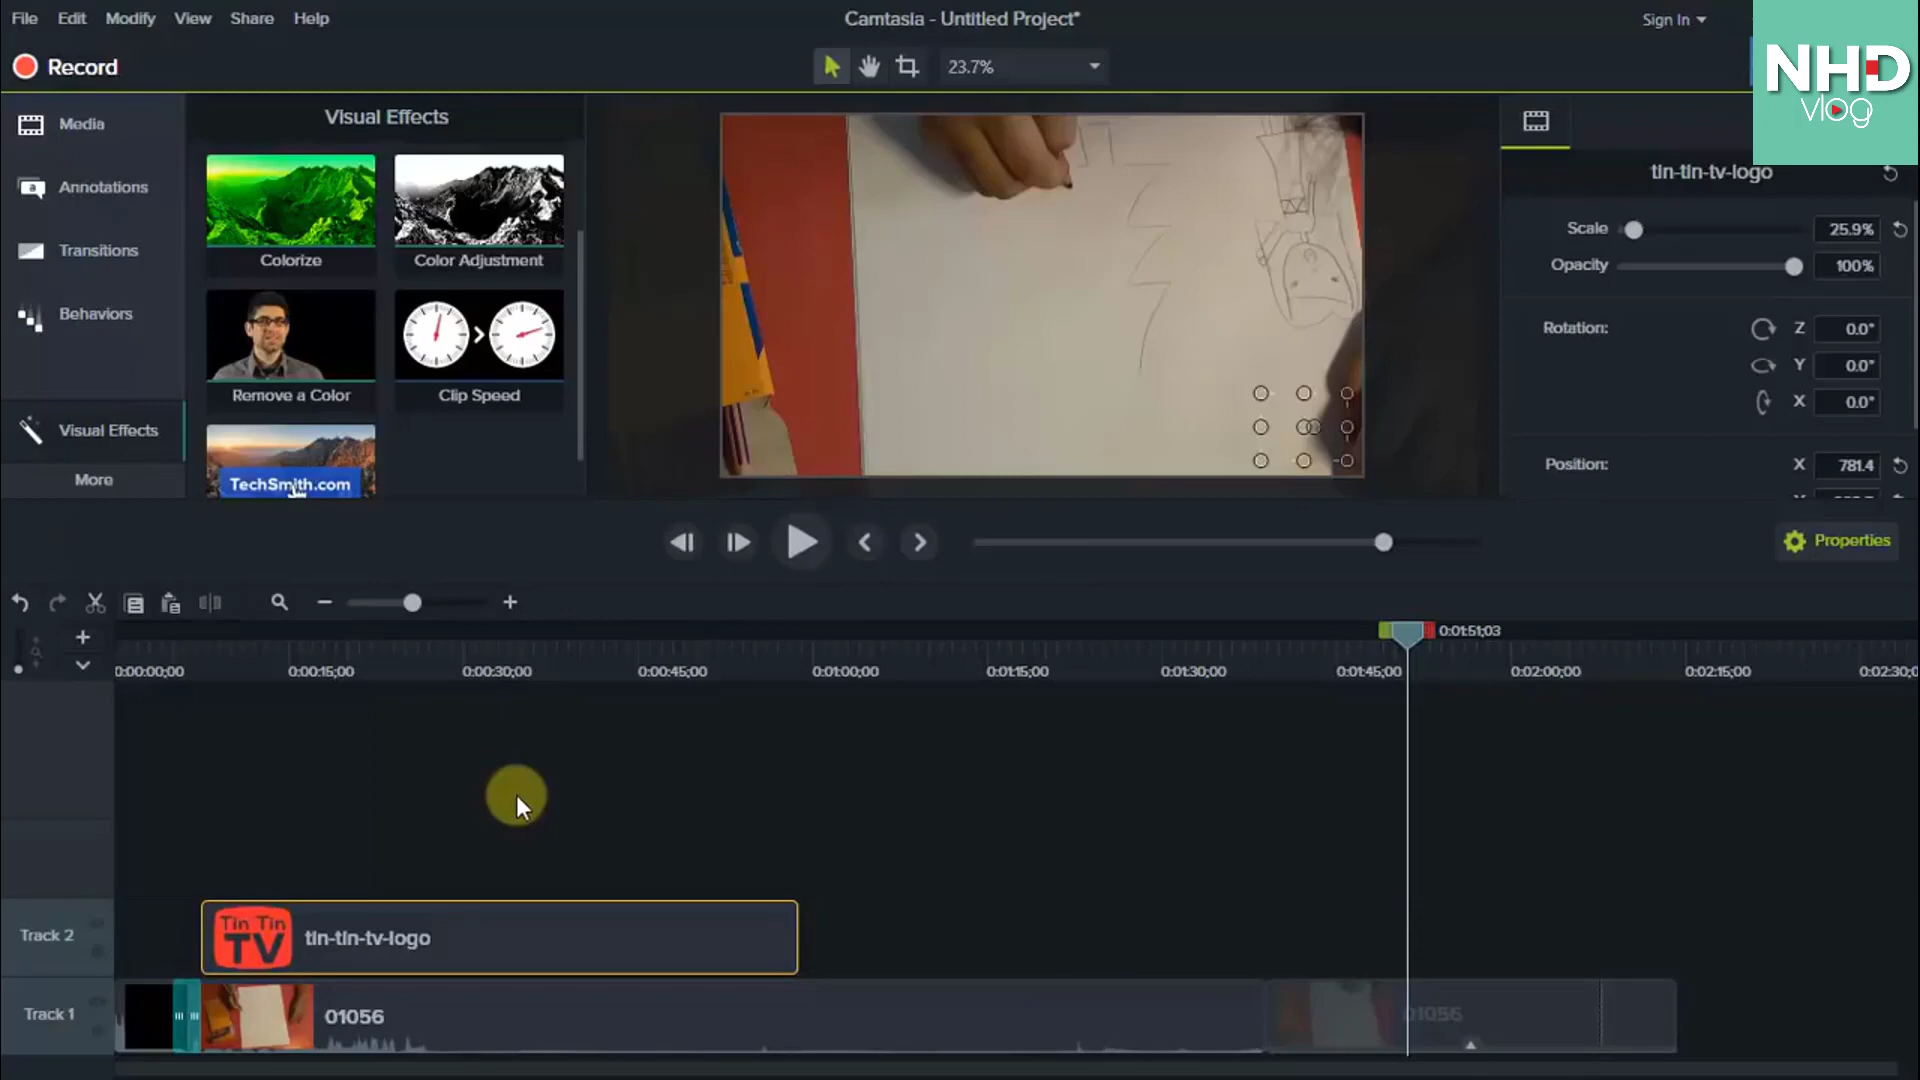 File Edit Modify View Share Help
Camtasia - Untitled Project*
Sign In
NHD
vlog
Record
23.7%
Media
Annotations
Transitions
Behaviors
Visual Effects
More
Visual Effects
Colorize
Color Adjustment
Remove a Color
Clip Speed
TechSmith.com
tin-tin-tv-logo
Scale 25.9%
Opacity 100%
Rotation: Z 0.0°
Y 0.0°
X 0.0°
Position: X 781.4
Properties
0:01:51;03
0:00:00;00 0:00:15;00 0:00:30;00 0:00:45;00 0:01:00;00 0:01:15;00 0:01:30;00 0:01:45;00 0:02:00;00 0:02:15;00 0:02:30;0
Track 2
Tin Tin
TV
tin-tin-tv-logo
Track 1
01056
01056